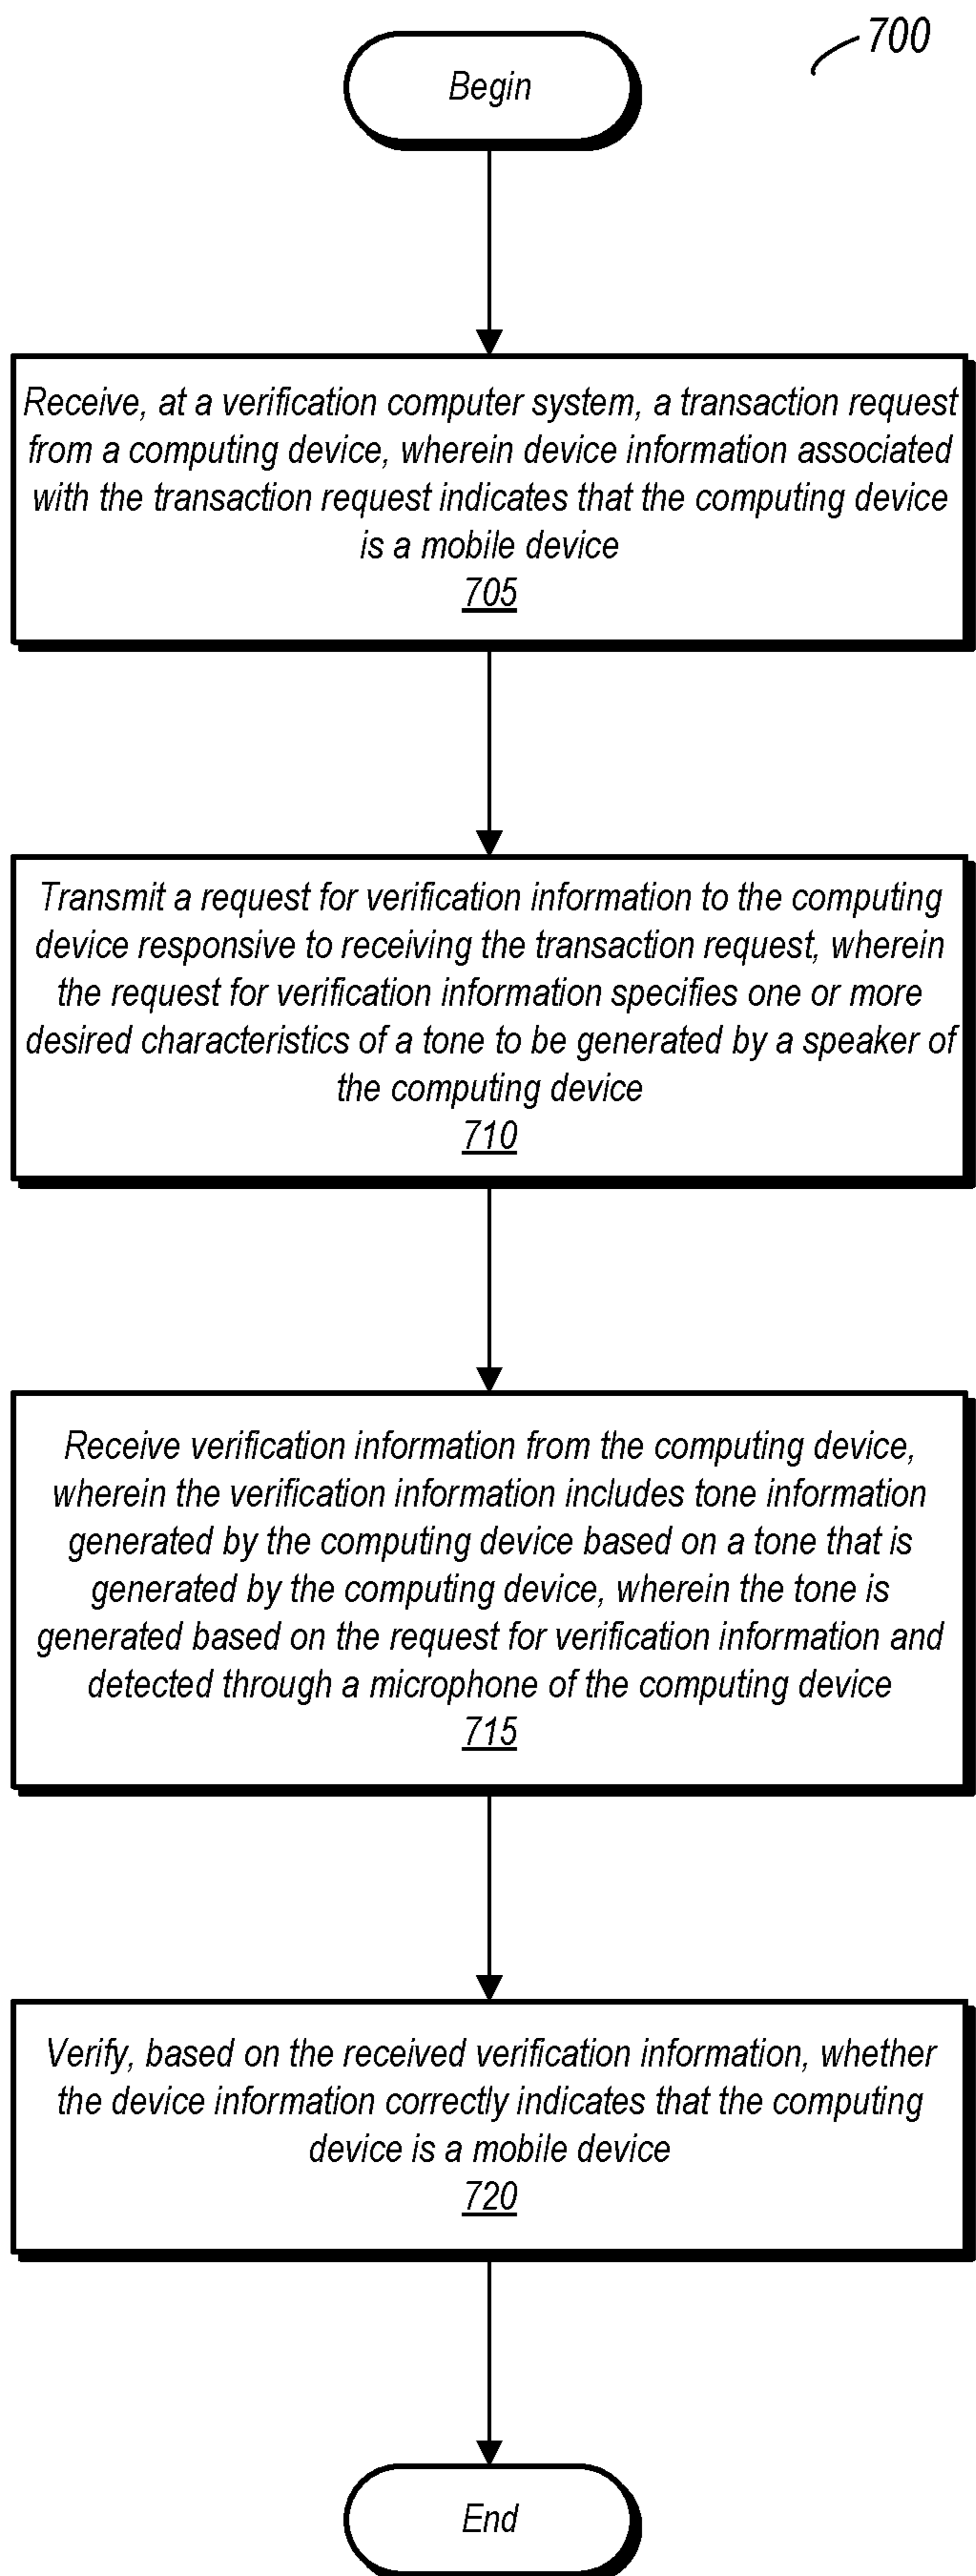 700
Begin
Receive, at a verification computer system, a transaction request
from a computing device, wherein device information associated
with the transaction request indicates that the computing device
is a mobile device
705
Transmit a request for verification information to the computing
device responsive to receiving the transaction request, wherein
the request for verification information specifies one or more
desired characteristics of a tone to be generated by a speaker of
the computing device
710
Receive verification information from the computing device,
wherein the verification information includes tone information
generated by the computing device based on a tone that is
generated by the computing device, wherein the tone is
generated based on the request for verification information and
detected through a microphone of the computing device
715
Verify, based on the received verification information, whether
the device information correctly indicates that the computing
device is a mobile device
720
End